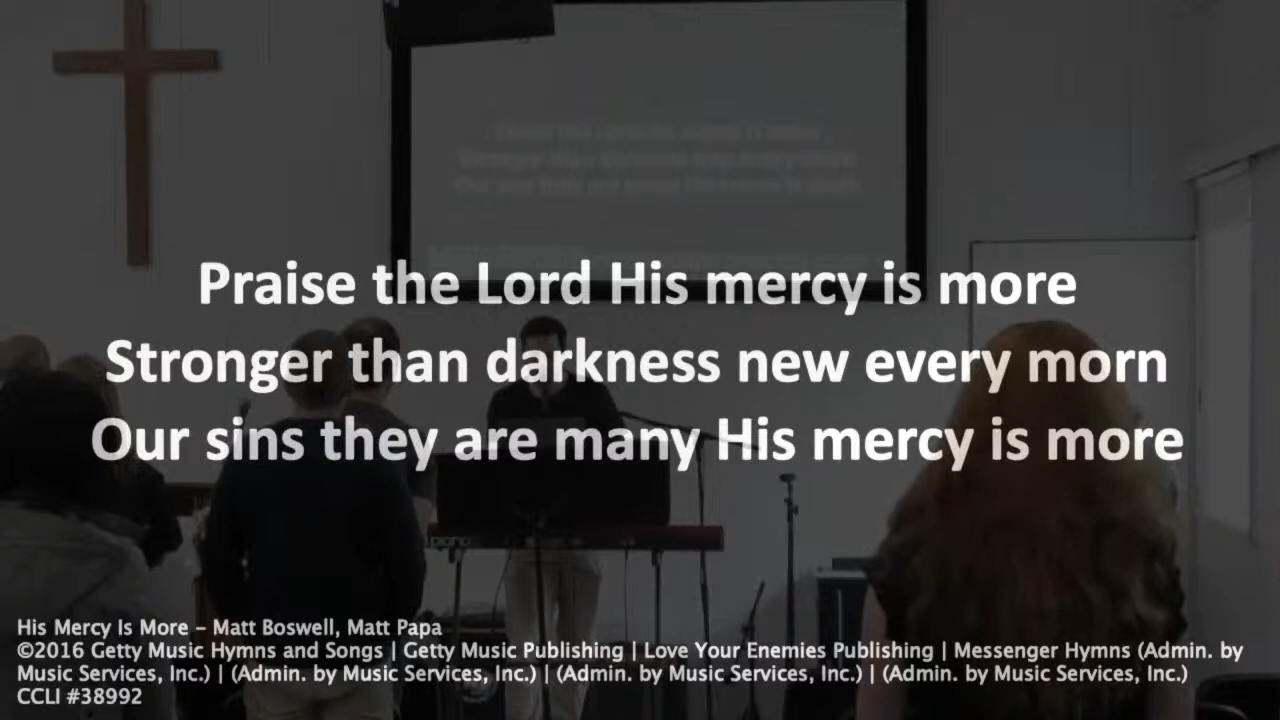 Praise the Lord His mercy is more
Stronger than darkness new every morn
Our sins they are many His mercy is more
piano
His Mercy Is More – Matt Boswell, Matt Papa
©2016 Getty Music Hymns and Songs | Getty Music Publishing | Love Your Enemies Publishing | Messenger Hymns (Admin. by
Music Services, Inc.) | (Admin. by Music Services, Inc.) | (Admin. by Music Services, Inc.) | (Admin. by Music Services, Inc.)
CCLI #38992